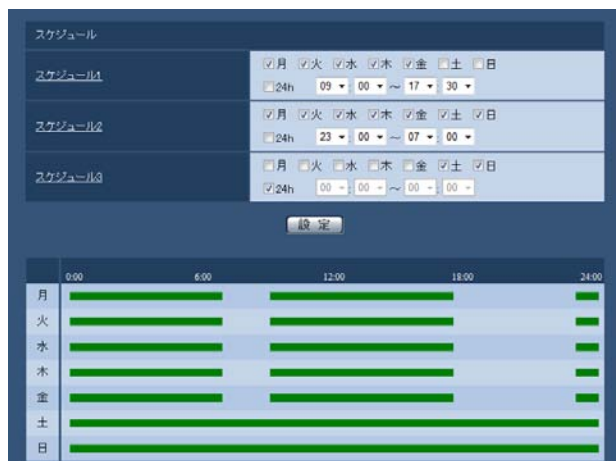 スケジュール
スケジュール1
月 火 水 木 金 土 日
24h 09 : 00 ～ 17 : 30
スケジュール2
月 火 水 木 金 土 日
24h 23 : 00 ～ 07 : 00
スケジュール3
月 火 水 木 金 土 日
24h 00 : 00 ～ 00 : 00
設定
0:00 6:00 12:00 18:00 24:00
月
火
水
木
金
土
日